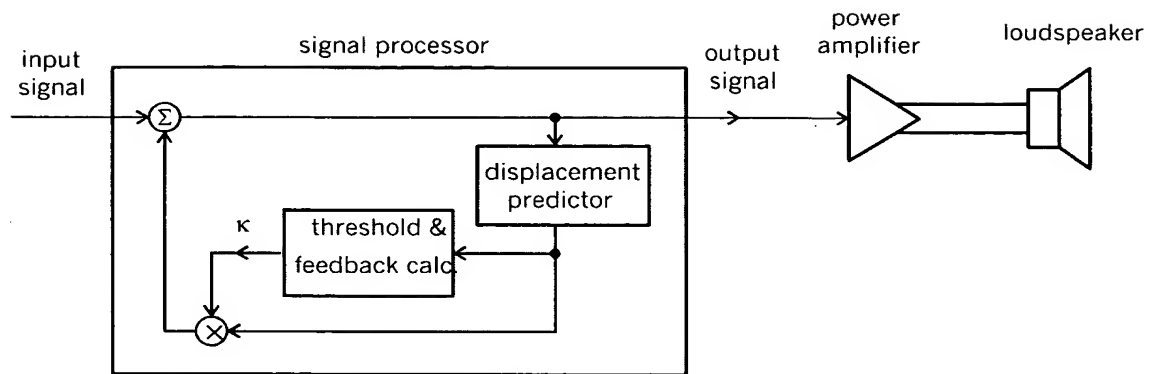 input
signal
signal processor
output
signal
power
amplifier
loudspeaker
Σ
displacement
predictor
κ
threshold &
feedback calc.
×